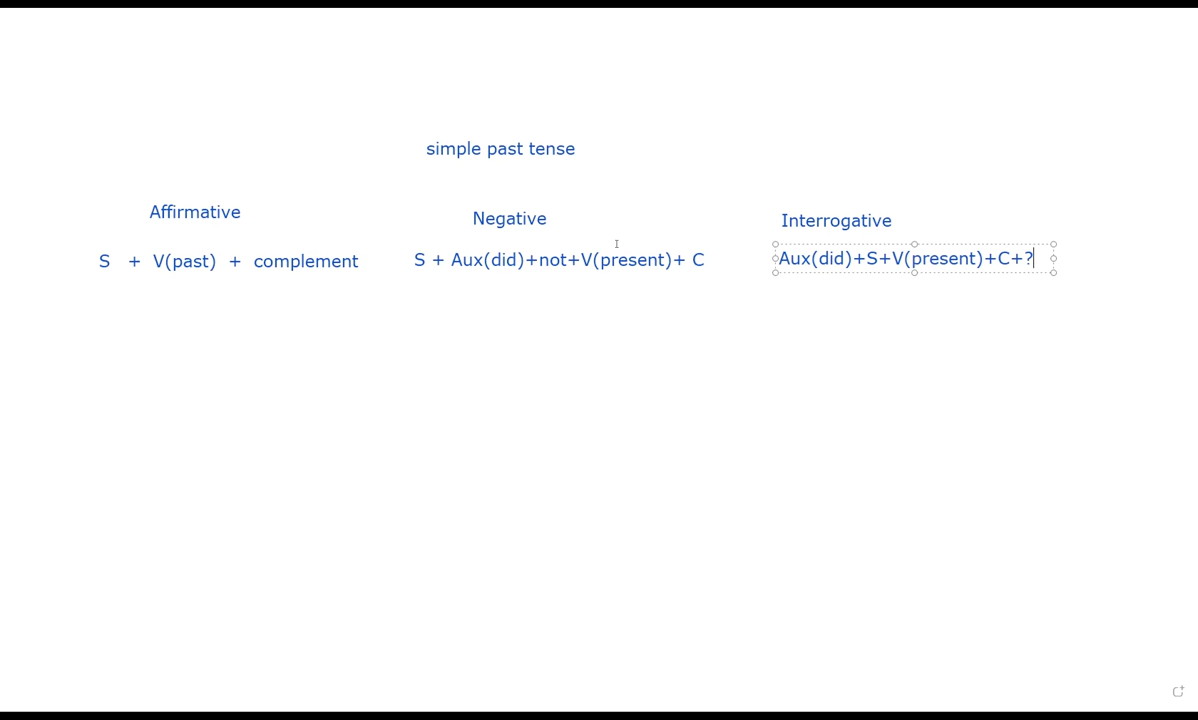 simple past tense
Affirmative
Negative
Interrogative
S + V(past) + complement
S + Aux(did)+not+V(present)+ C
Aux(did)+S+V(present)+C+?